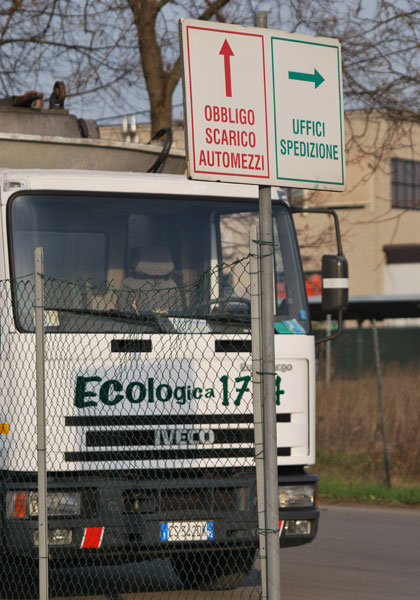 OBBLIGO
SCARICO
AUTOMEZZI
UFFICI
SPEDIZIONE
Ecologica
IVECO